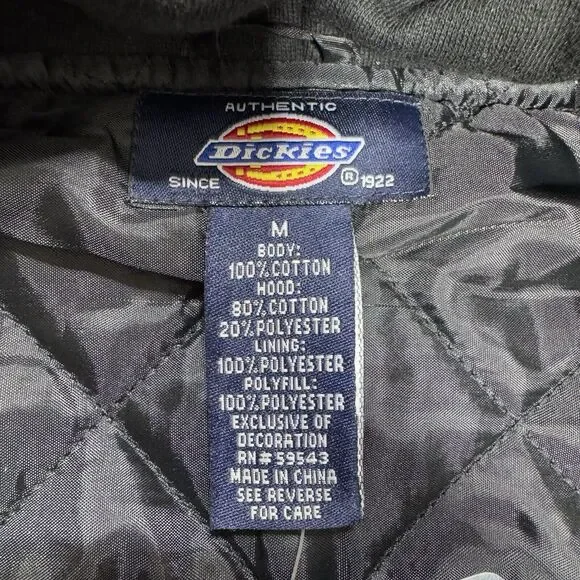 AUTHENTIC
Dickies
SINCE ® 1922
M
BODY:
100% COTTON
HOOD:
80% COTTON
20% POLYESTER
LINING:
100% POLYESTER
POLYFILL:
100% POLYESTER
EXCLUSIVE OF
DECORATION
RN# 59543
MADE IN CHINA
SEE REVERSE
FOR CARE